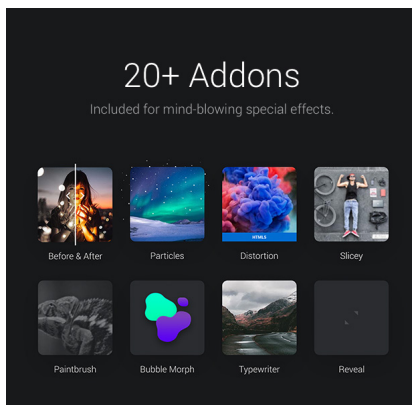 20+ Addons
Included for mind-blowing special effects.
Before & After
Particles
HTML5
Distortion
Slicey
Paintbrush
Bubble Morph
Typewriter
Reveal